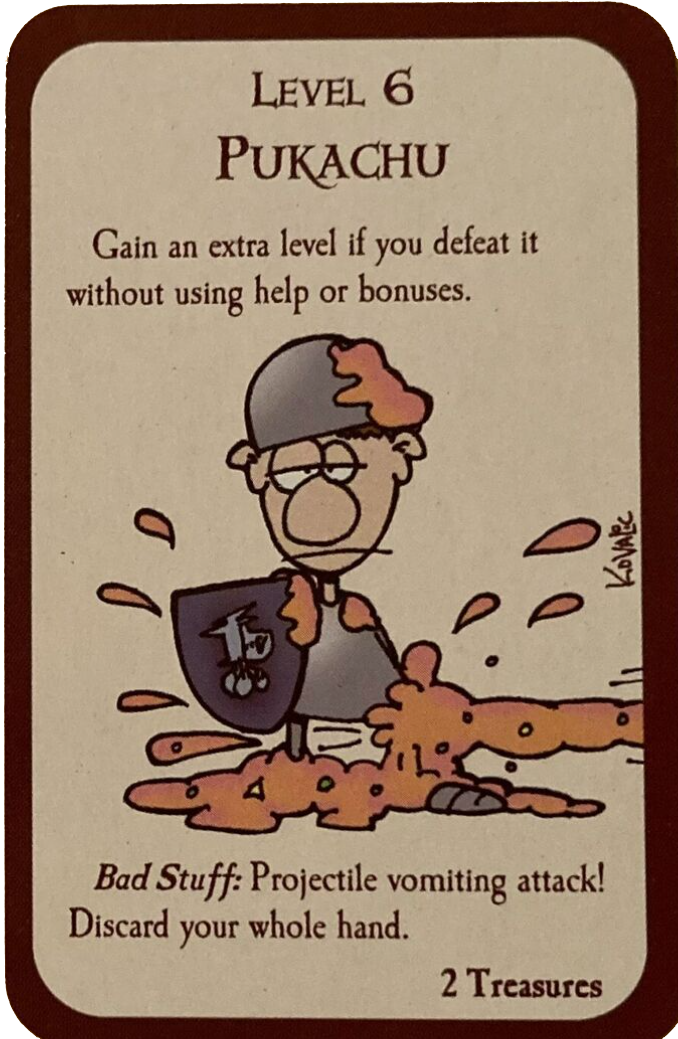 LEVEL 6
PUKACHU
Gain an extra level if you defeat it
without using help or bonuses.
KOVALIC
Bad Stuff: Projectile vomiting attack!
Discard your whole hand.
2 Treasures